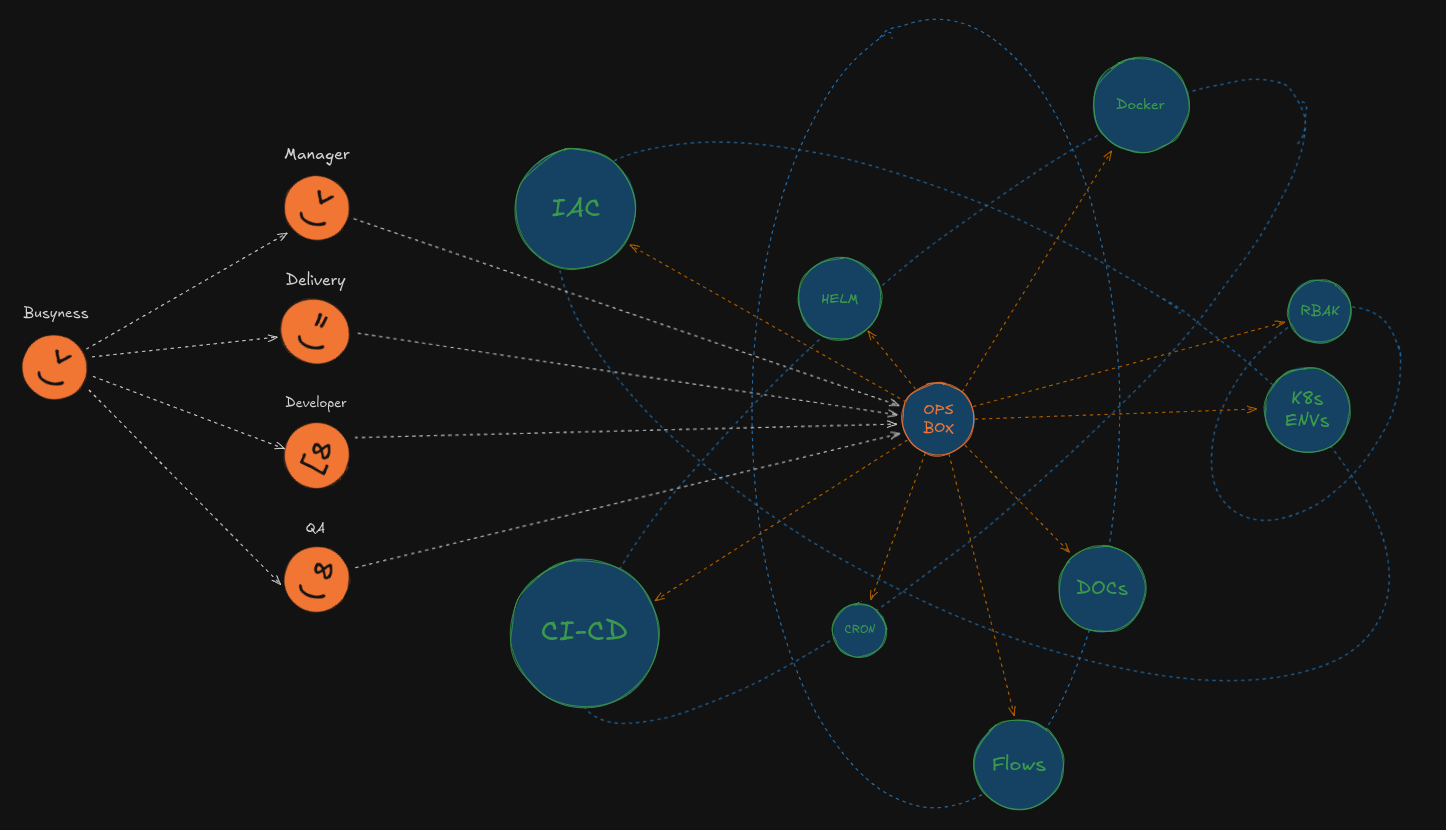 Busyness
Manager
Delivery
Developer
QA
IAC
HELM
Docker
RBAK
K8s
ENVs
OPS
BOX
CI-CD
CRON
DOCs
Flows